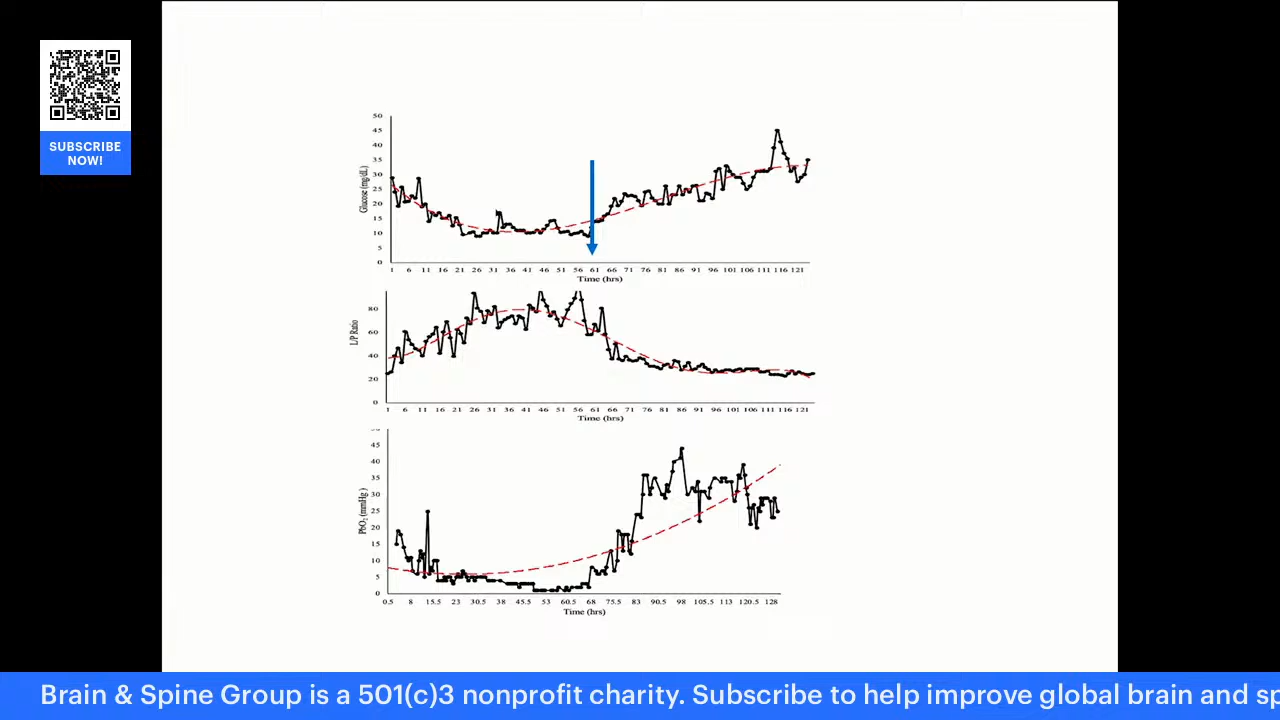 SUBSCRIBE
NOW!
50
45
40
35
30
25
20
15
10
5
0
Glucose (mg/dL)
1 6 11 16 21 26 31 36 41 46 51 56 61 66 71 76 81 86 91 96 101 106 111 116 121
Time (hrs)
80
60
40
20
0
L/P Ratio
1 6 11 16 21 26 31 36 41 46 51 56 61 66 71 76 81 86 91 96 101 106 111 116 121
Time (hrs)
45
40
35
30
25
20
15
10
5
0
PbO₂ (mmHg)
0.5 8 15.5 23 30.5 38 45.5 53 60.5 68 75.5 83 90.5 98 105.5 113 120.5 128
Time (hrs)
Brain & Spine Group is a 501(c)3 nonprofit charity. Subscribe to help improve global brain and sp